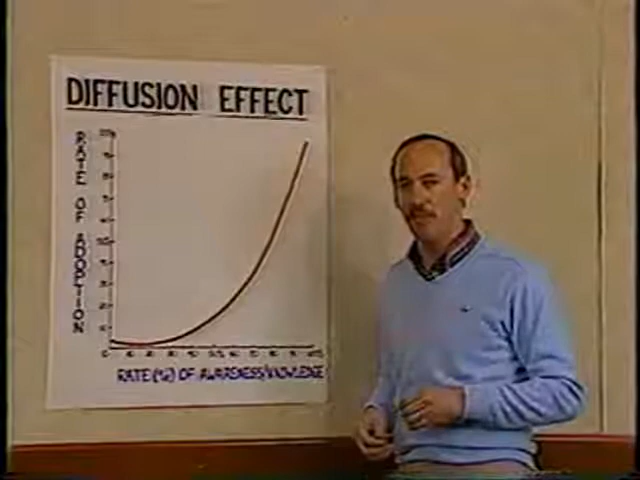 DIFFUSION EFFECT
RATE OF ADOPTION
RATE (%) OF AWARENESS/KNOWLEDGE